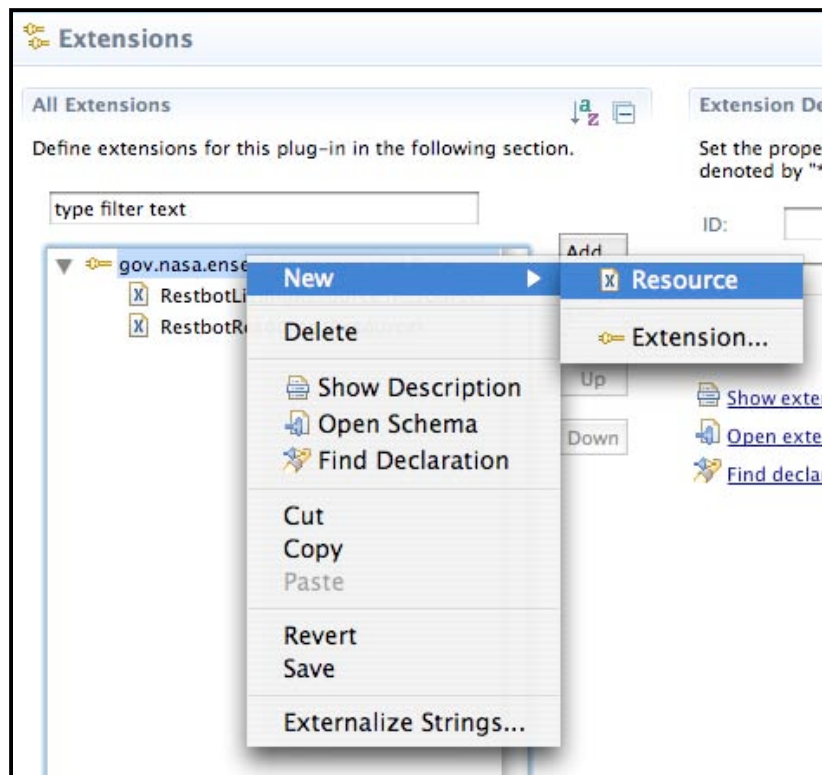 Extensions
All Extensions
Define extensions for this plug-in in the following section.
type filter text
gov.nasa.ense
RestbotLi
RestbotRe
Add...
Up
Down
New
Delete
Show Description
Open Schema
Find Declaration
Cut
Copy
Paste
Revert
Save
Externalize Strings...
Resource
Extension...
Extension De
Set the prope
denoted by "*
ID:
Show exte
Open exte
Find decla